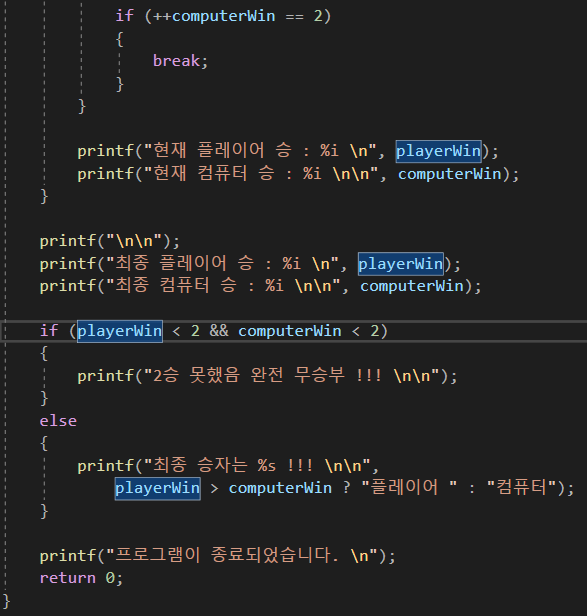 if (++computerWin == 2)
{
break;
}
}
printf("현재 플레이어 승 : %i \n", playerWin);
printf("현재 컴퓨터 승 : %i \n\n", computerWin);
}
printf("\n\n");
printf("최종 플레이어 승 : %i \n", playerWin);
printf("최종 컴퓨터 승 : %i \n\n", computerWin);
if (playerWin < 2 && computerWin < 2)
{
printf("2승 못했음 완전 무승부 !!! \n\n");
}
else
{
printf("최종 승자는 %s !!! \n\n",
playerWin > computerWin ? "플레이어 " : "컴퓨터");
}
printf("프로그램이 종료되었습니다. \n");
return 0;
}